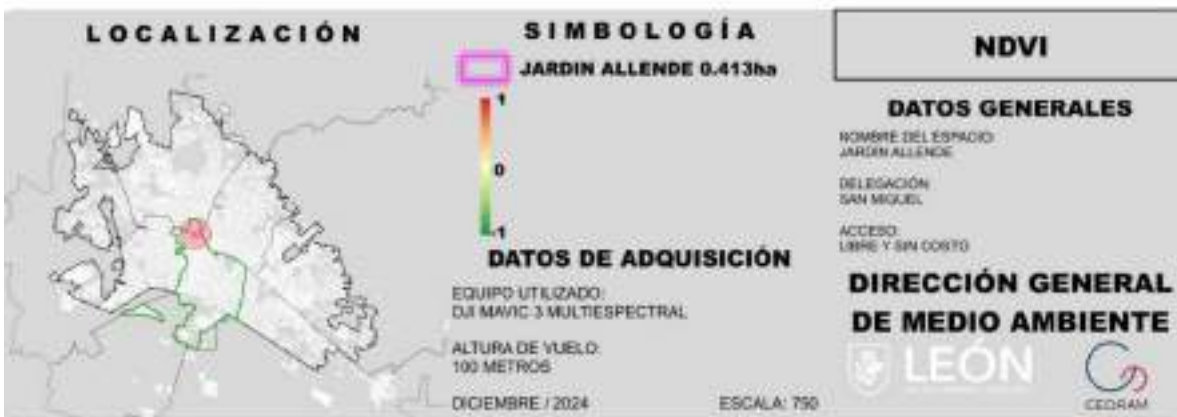 LOCALIZACIÓN
SIMBOLOGÍA
JARDIN ALLENDE 0.413ha
1
0
-1
DATOS DE ADQUISICIÓN
EQUIPO UTILIZADO:
DJI MAVIC 3 MULTIESPECTRAL
ALTURA DE VUELO:
100 METROS
DICIEMBRE / 2024
ESCALA: 750
NDVI
DATOS GENERALES
NOMBRE DEL ESPACIO:
JARDIN ALLENDE
DELEGACIÓN:
SAN MIGUEL
ACCESO:
LIBRE Y SIN COSTO
DIRECCIÓN GENERAL
DE MEDIO AMBIENTE
LEÓN
CEDRAM